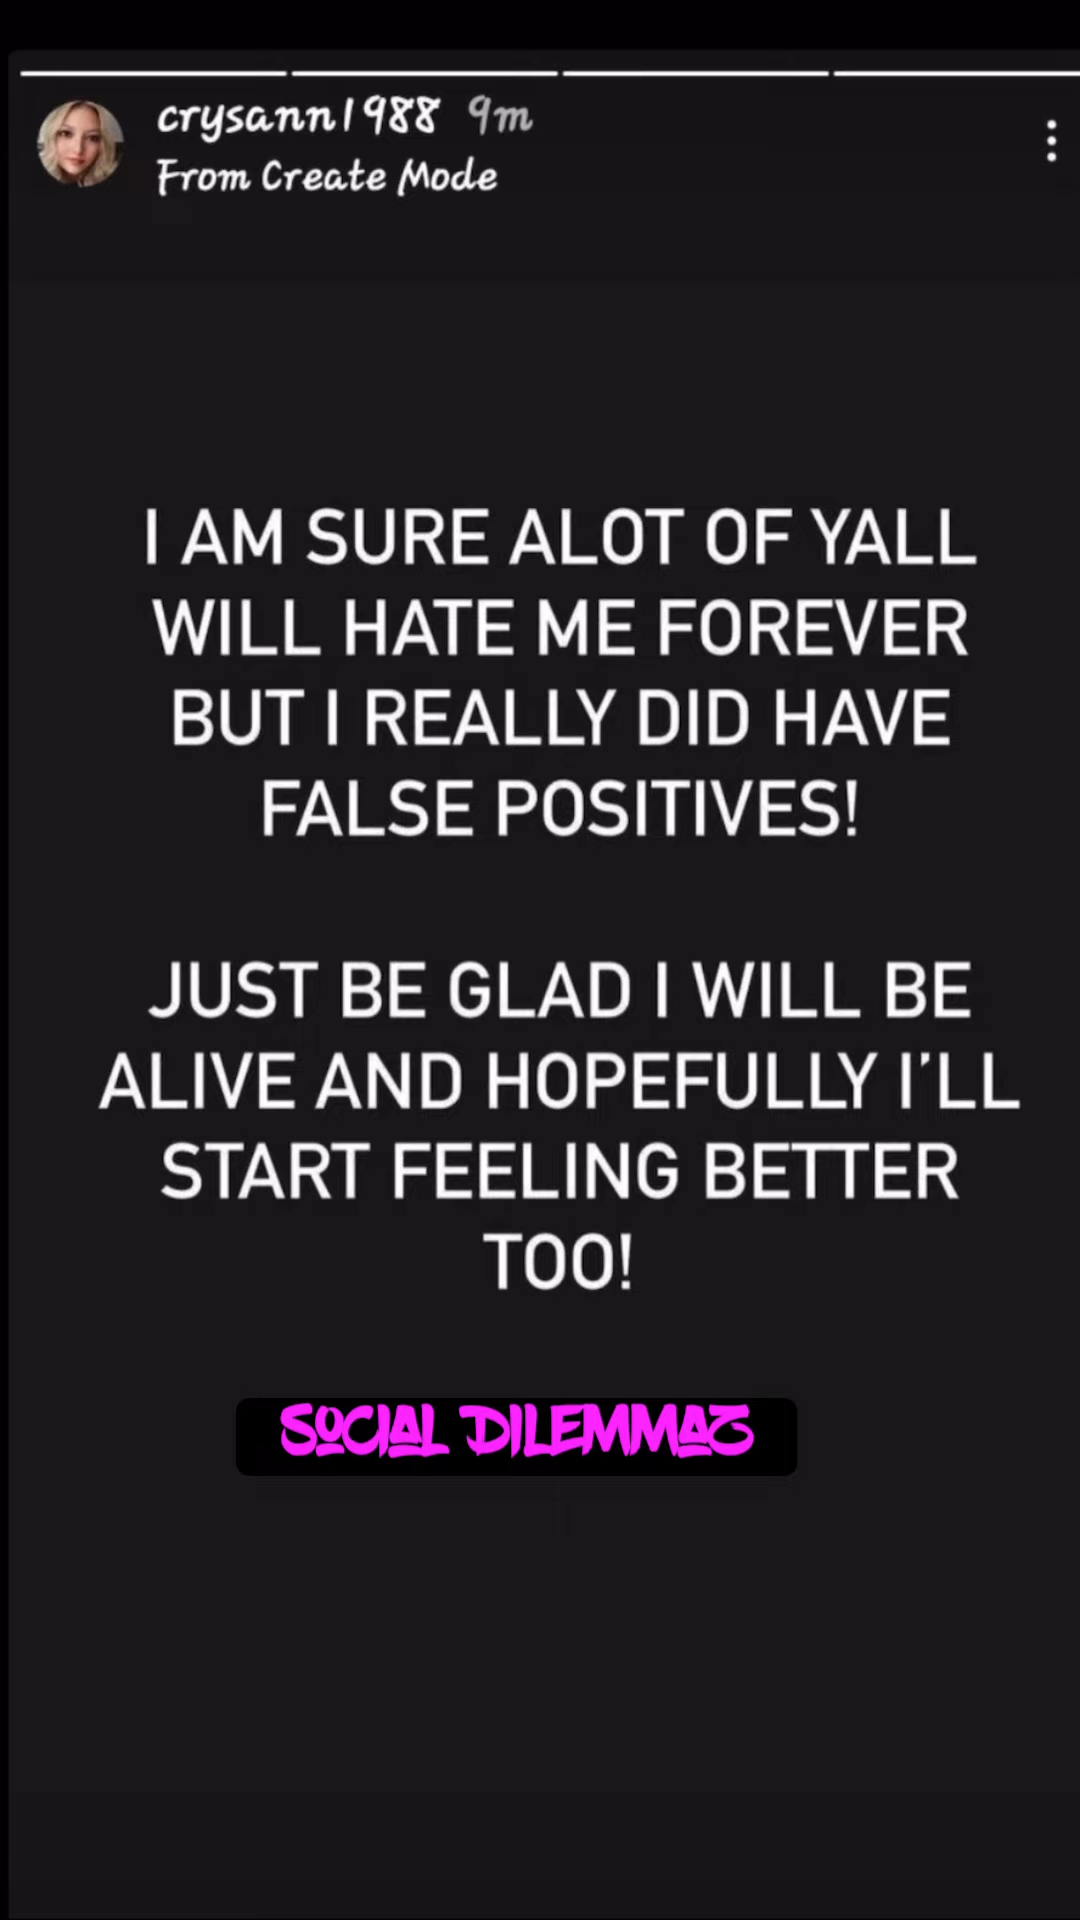 crysann1988 9m
From Create Mode
I AM SURE ALOT OF YALL
WILL HATE ME FOREVER
BUT I REALLY DID HAVE
FALSE POSITIVES!
JUST BE GLAD I WILL BE
ALIVE AND HOPEFULLY I'LL
START FEELING BETTER
TOO!
SOCIAL DILEMMAZ